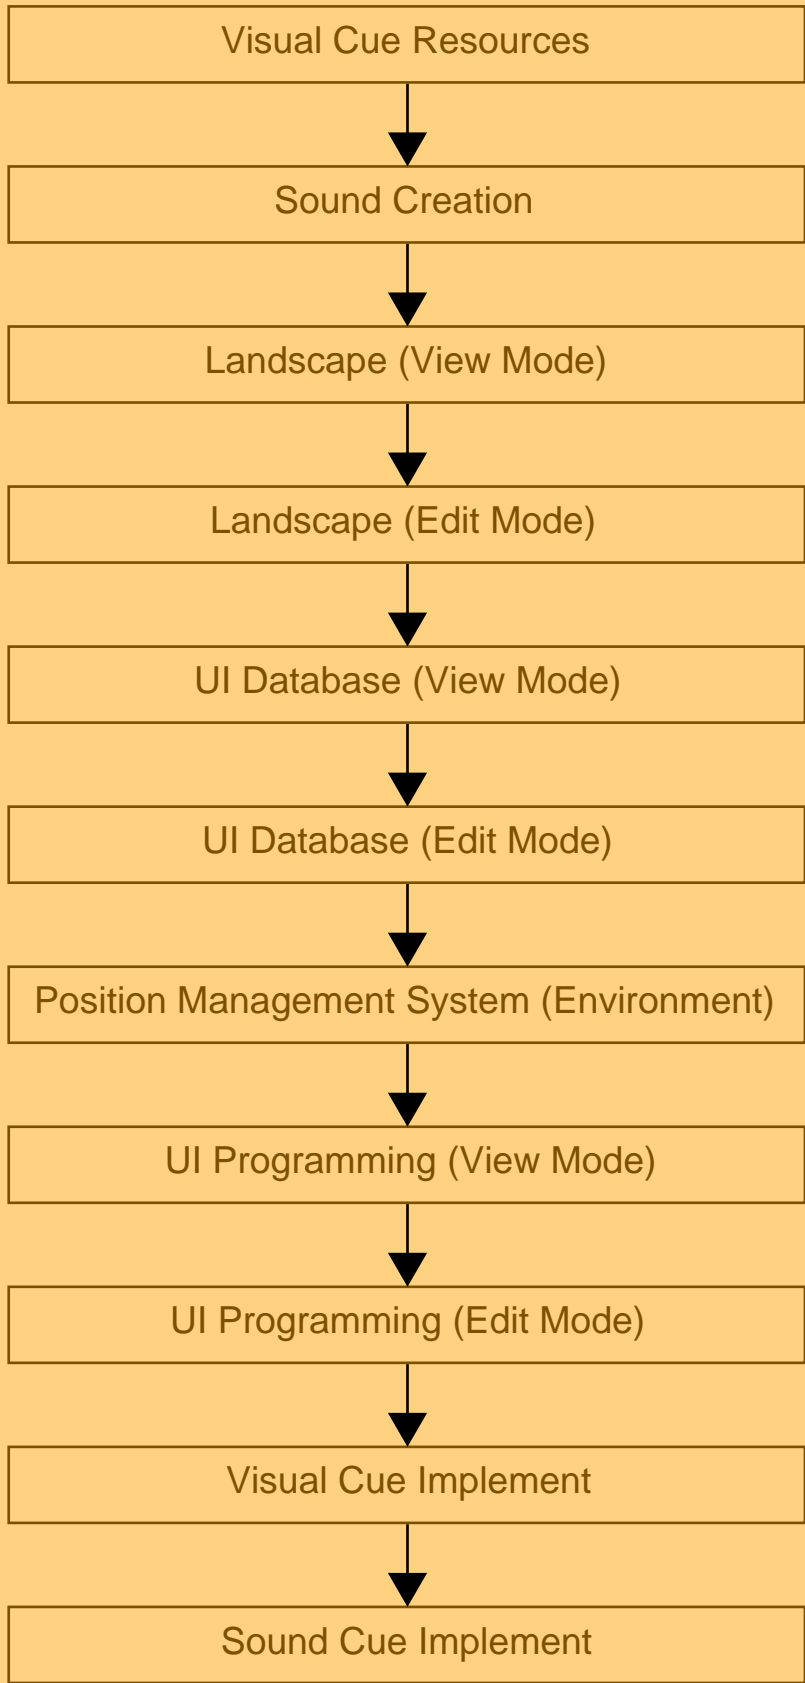 Visual Cue Resources
Sound Creation
Landscape (View Mode)
Landscape (Edit Mode)
UI Database (View Mode)
UI Database (Edit Mode)
Position Management System (Environment)
UI Programming (View Mode)
UI Programming (Edit Mode)
Visual Cue Implement
Sound Cue Implement